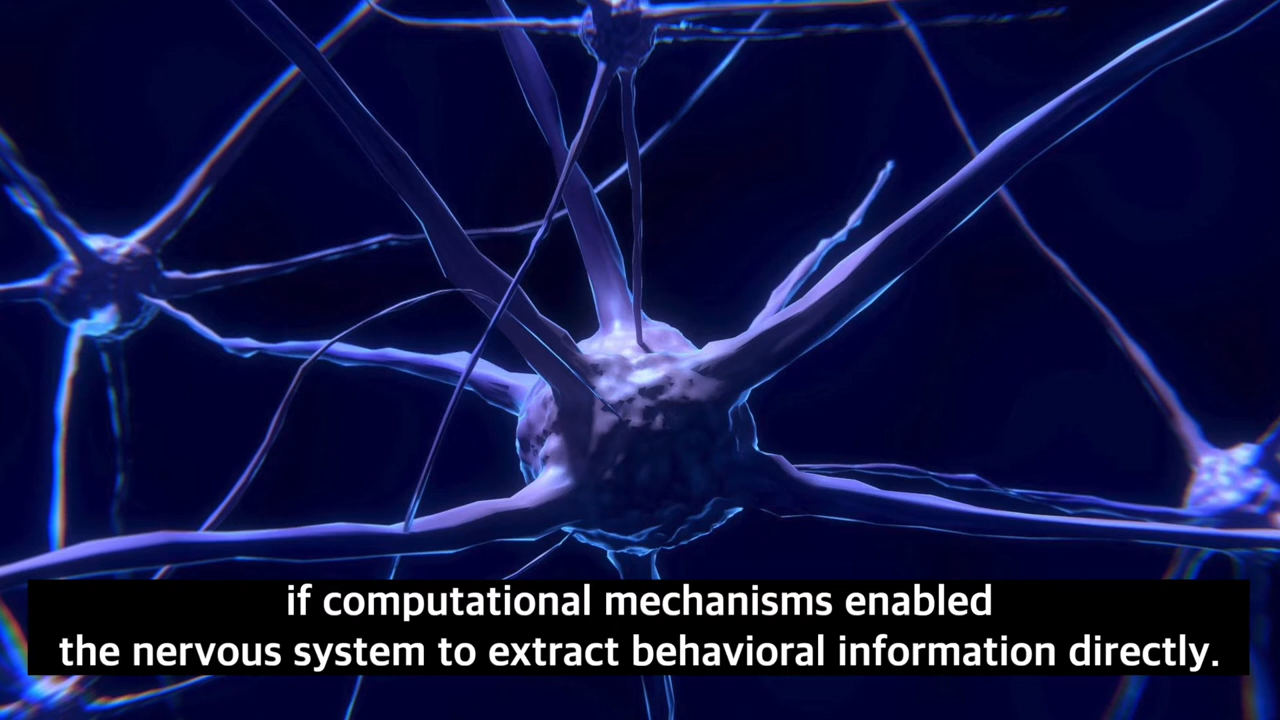 if computational mechanisms enabled
the nervous system to extract behavioral information directly.